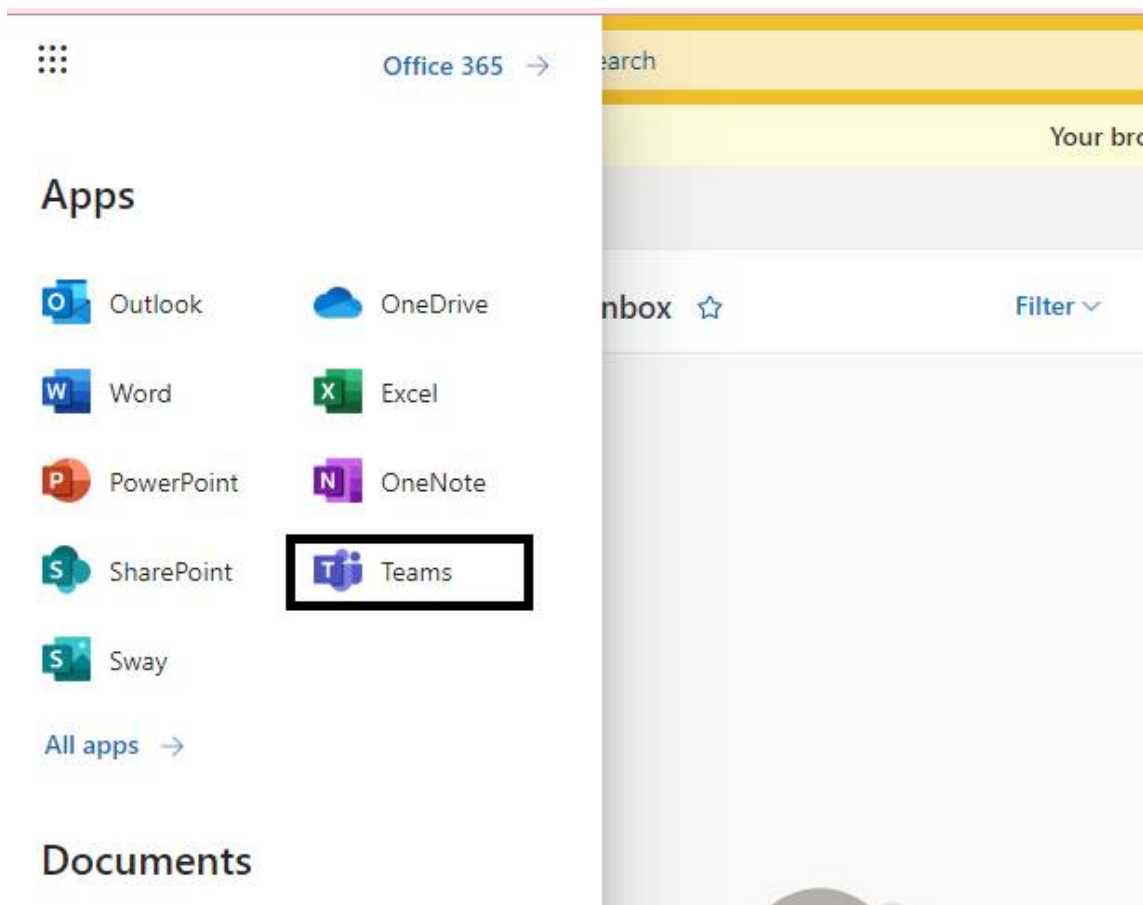 Office 365 →
earch
Your bro
Apps
Outlook
OneDrive
nbox
Filter
Word
Excel
PowerPoint
OneNote
SharePoint
Teams
Sway
All apps →
Documents